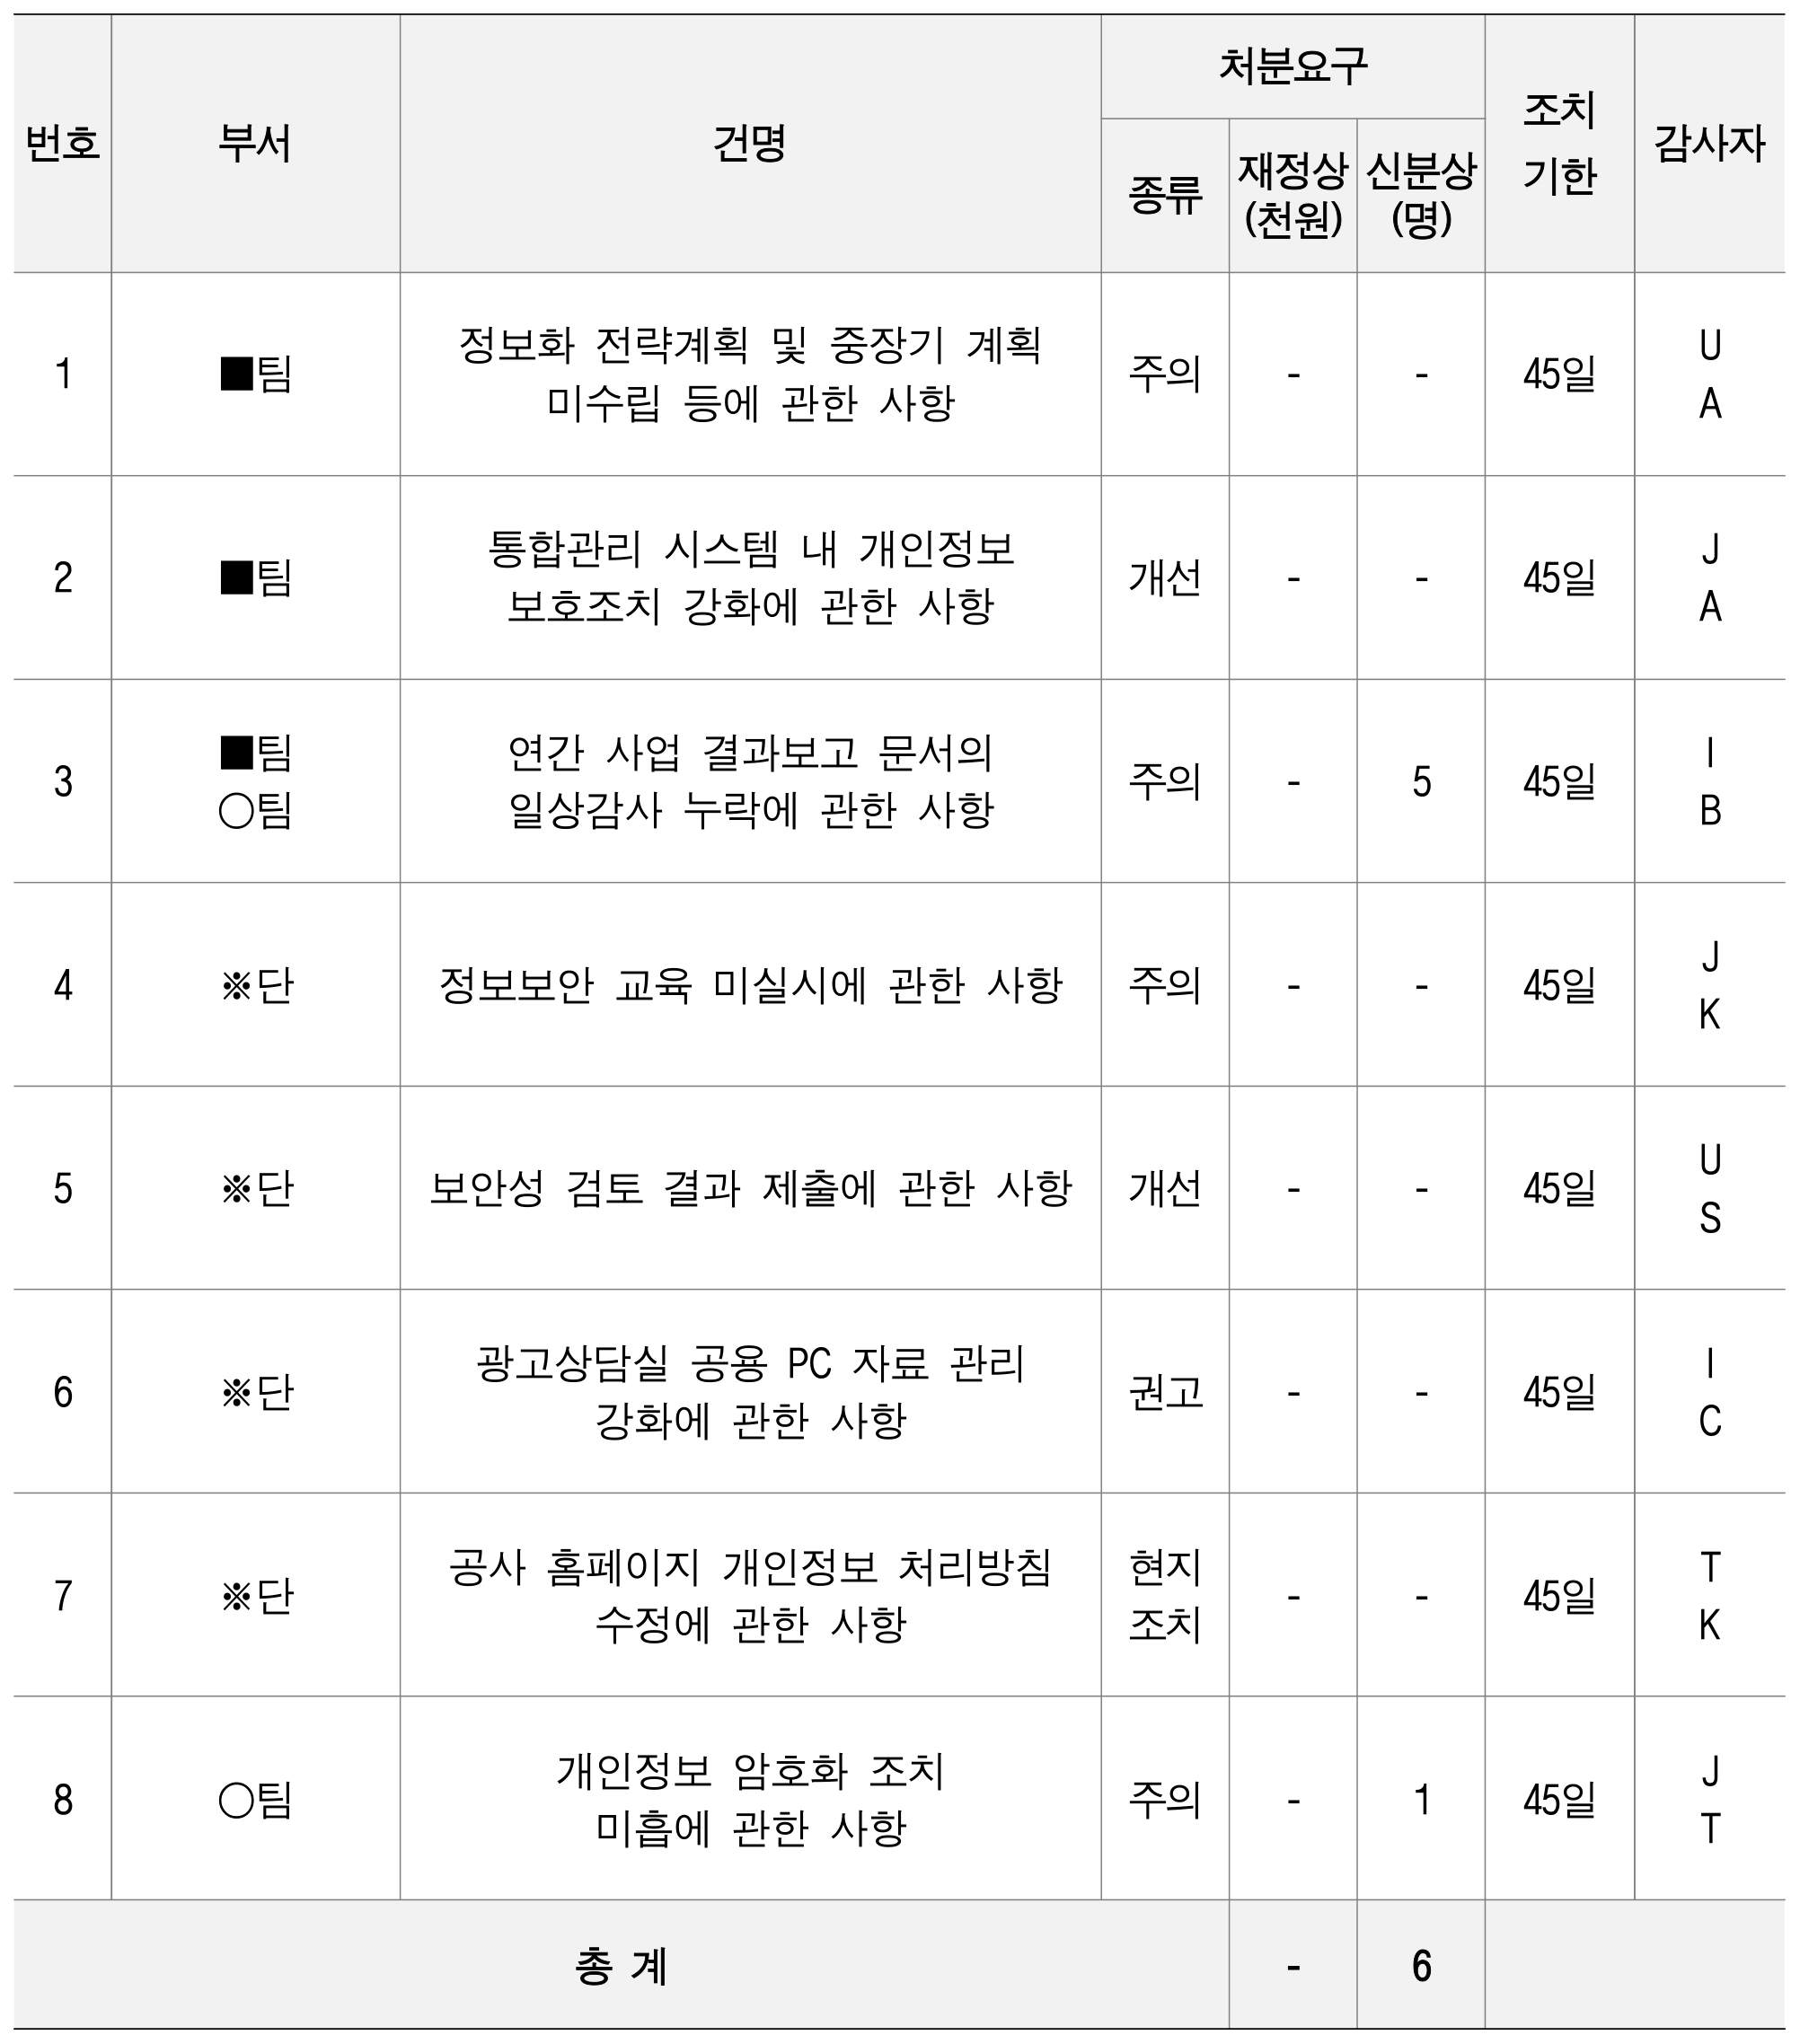 번호 부서 건명 처분요구 조치 기한 감사자
종류 재정상 (천원) 신분상 (명)
1 ■팀 정보화 전략계획 및 중장기 계획 주의 - - 45일 U
미수립 등에 관한 사항 A
2 ■팀 통합관리 시스템 내 개인정보 개선 - - 45일 J
보호조치 강화에 관한 사항 A
3 ■팀 연간 사업 결과보고 문서의 주의 - 5 45일 I
○팀 일상감사 누락에 관한 사항 B
4 ※단 정보보안 교육 미실시에 관한 사항 주의 - - 45일 J
K
5 ※단 보안성 검토 결과 제출에 관한 사항 개선 - - 45일 U
S
6 ※단 광고상담실 공용 PC 자료 관리 권고 - - 45일 I
강화에 관한 사항 C
7 ※단 공사 홈페이지 개인정보 처리방침 현지 - - 45일 T
수정에 관한 사항 조치 K
8 ○팀 개인정보 암호화 조치 주의 - 1 45일 J
미흡에 관한 사항 T
총 계 - 6